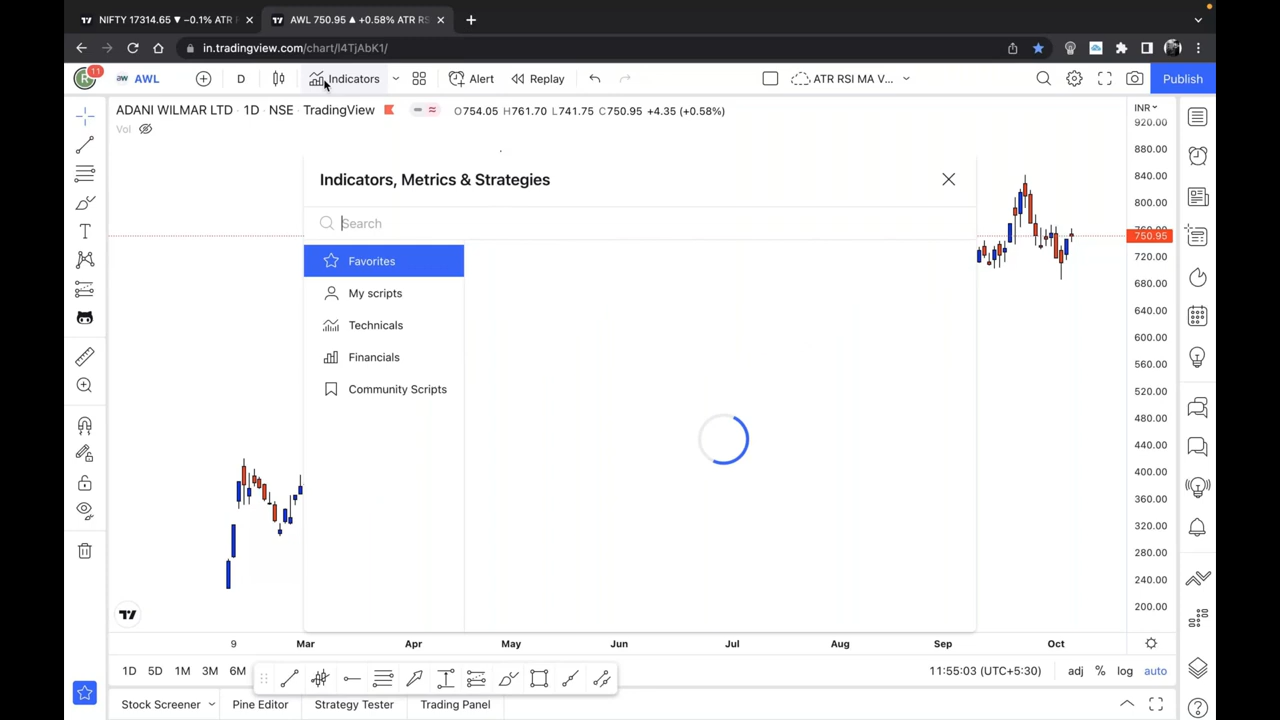 NIFTY 17314.65 ▼ −0.1% ATR R
AWL 750.95 ▲ +0.58% ATR RS
in.tradingview.com/chart/I4TjAbK1/
11
AWL
D
Indicators
Alert
Replay
ATR RSI MA V...
Publish
ADANI WILMAR LTD · 1D · NSE · TradingView
O754.05 H761.70 L741.75 C750.95 +4.35 (+0.58%)
Vol
INR
920.00
880.00
840.00
800.00
750.95
720.00
680.00
640.00
600.00
560.00
520.00
480.00
440.00
400.00
360.00
320.00
280.00
240.00
200.00
Indicators, Metrics & Strategies
Search
Favorites
My scripts
Technicals
Financials
Community Scripts
9 Mar Apr May Jun Jul Aug Sep Oct
1D 5D 1M 3M 6M
11:55:03 (UTC+5:30)
adj % log auto
Stock Screener Pine Editor Strategy Tester Trading Panel